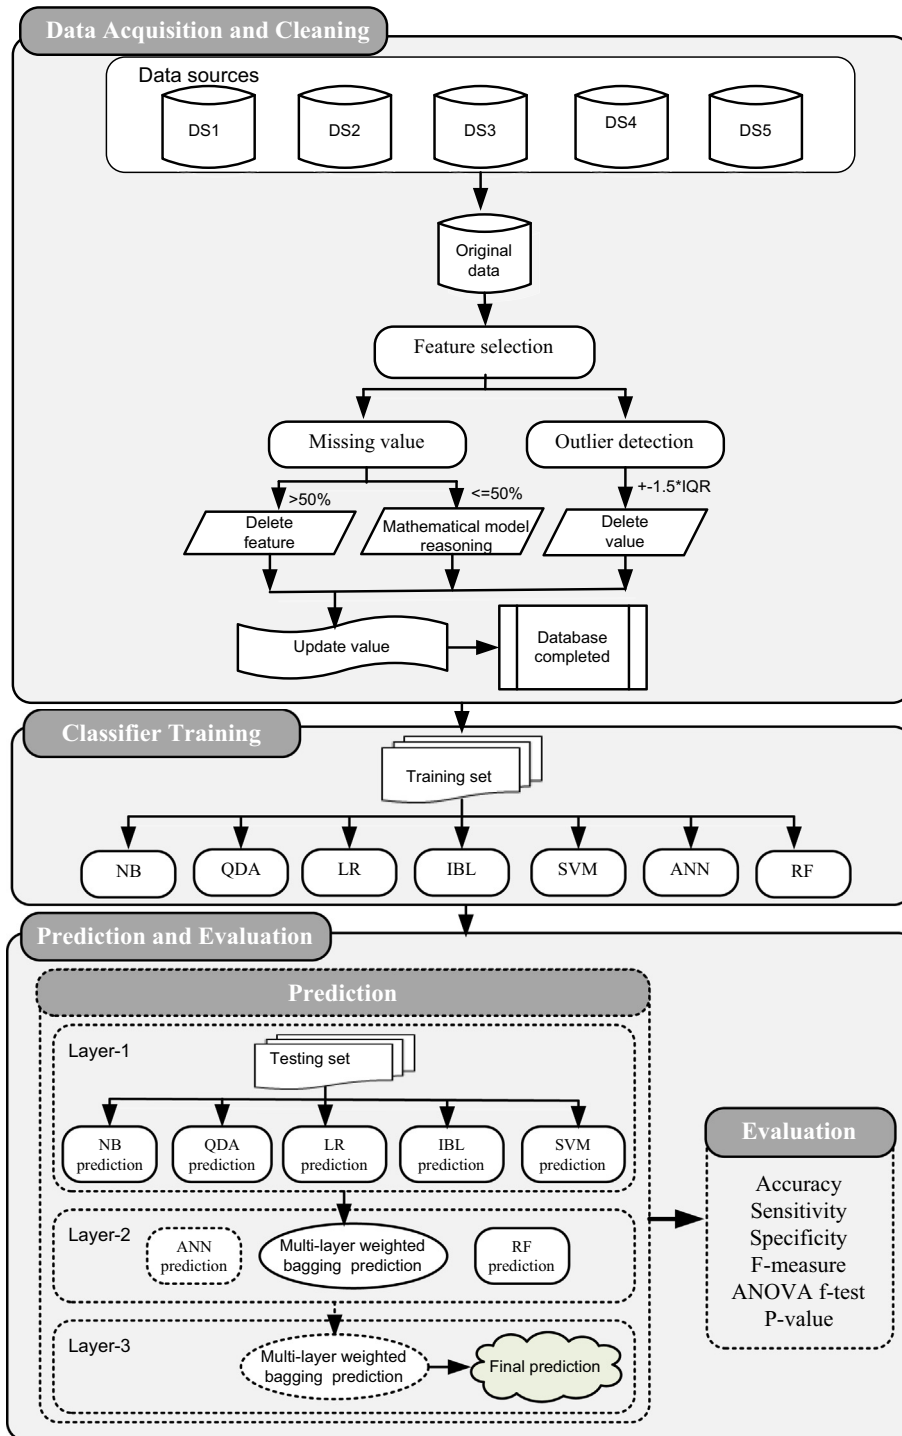 Data Acquisition and Cleaning
Data sources
DS1
DS2
DS3
DS4
DS5
Original
data
Feature selection
Missing value
Outlier detection
>50%
<=50%
+-1.5*IQR
Delete
feature
Mathematical model
reasoning
Delete
value
Update value
Database
completed
Classifier Training
Training set
NB
QDA
LR
IBL
SVM
ANN
RF
Prediction and Evaluation
Prediction
Layer-1
Testing set
NB
prediction
QDA
prediction
LR
prediction
IBL
prediction
SVM
prediction
Layer-2
ANN
prediction
Multi-layer weighted
bagging prediction
RF
prediction
Layer-3
Multi-layer weighted
bagging prediction
Final prediction
Evaluation
Accuracy
Sensitivity
Specificity
F-measure
ANOVA f-test
P-value